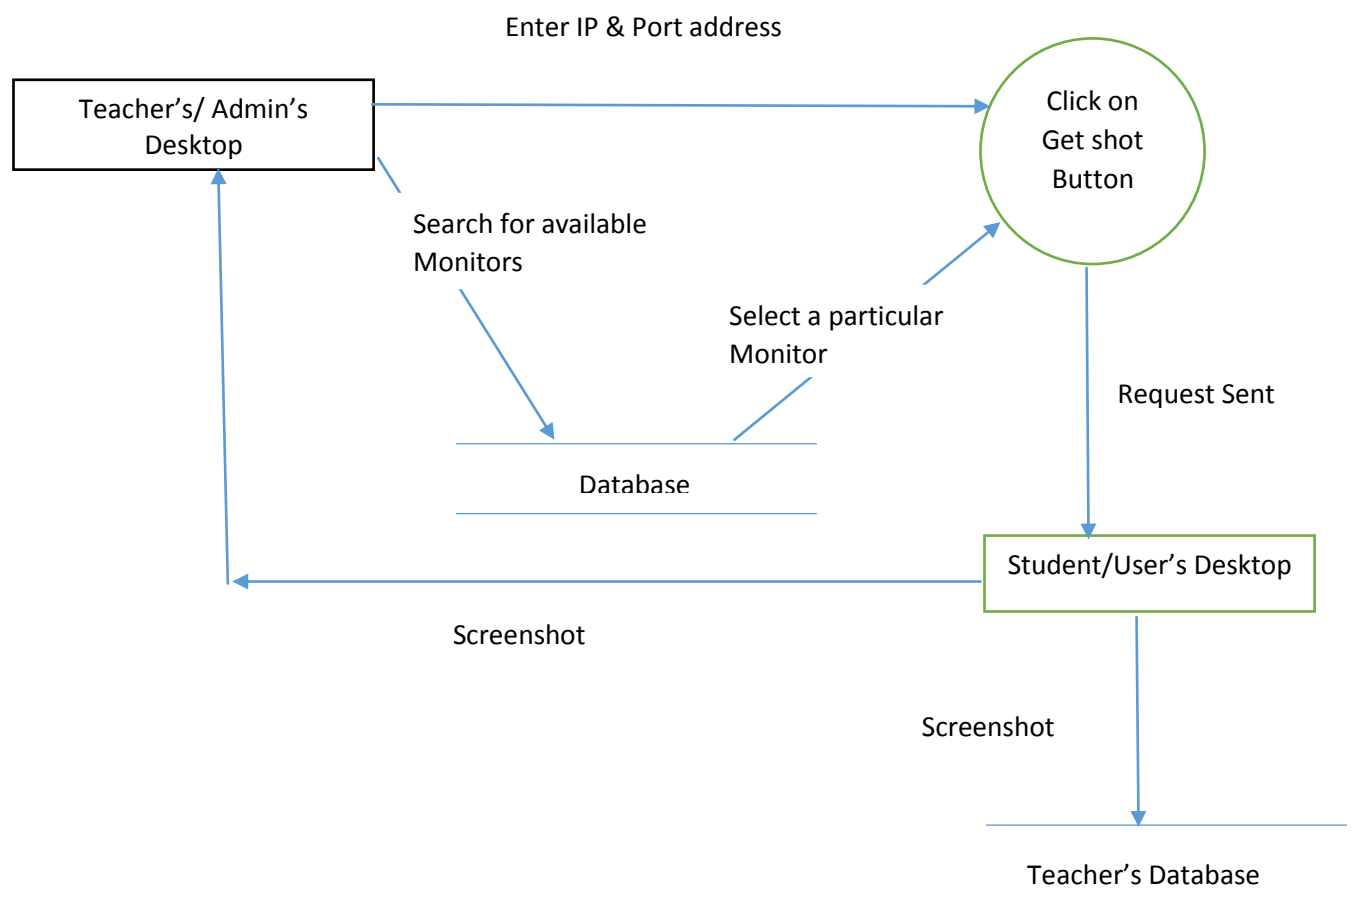 Enter IP & Port address
Teacher’s/ Admin’s
Desktop
Click on
Get shot
Button
Search for available
Monitors
Select a particular
Monitor
Request Sent
Database
Student/User’s Desktop
Screenshot
Screenshot
Teacher’s Database